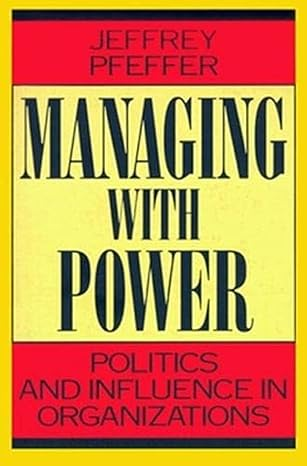 JEFFREY
PFEFFER
MANAGING
WITH
POWER
POLITICS
AND INFLUENCE IN
ORGANIZATIONS